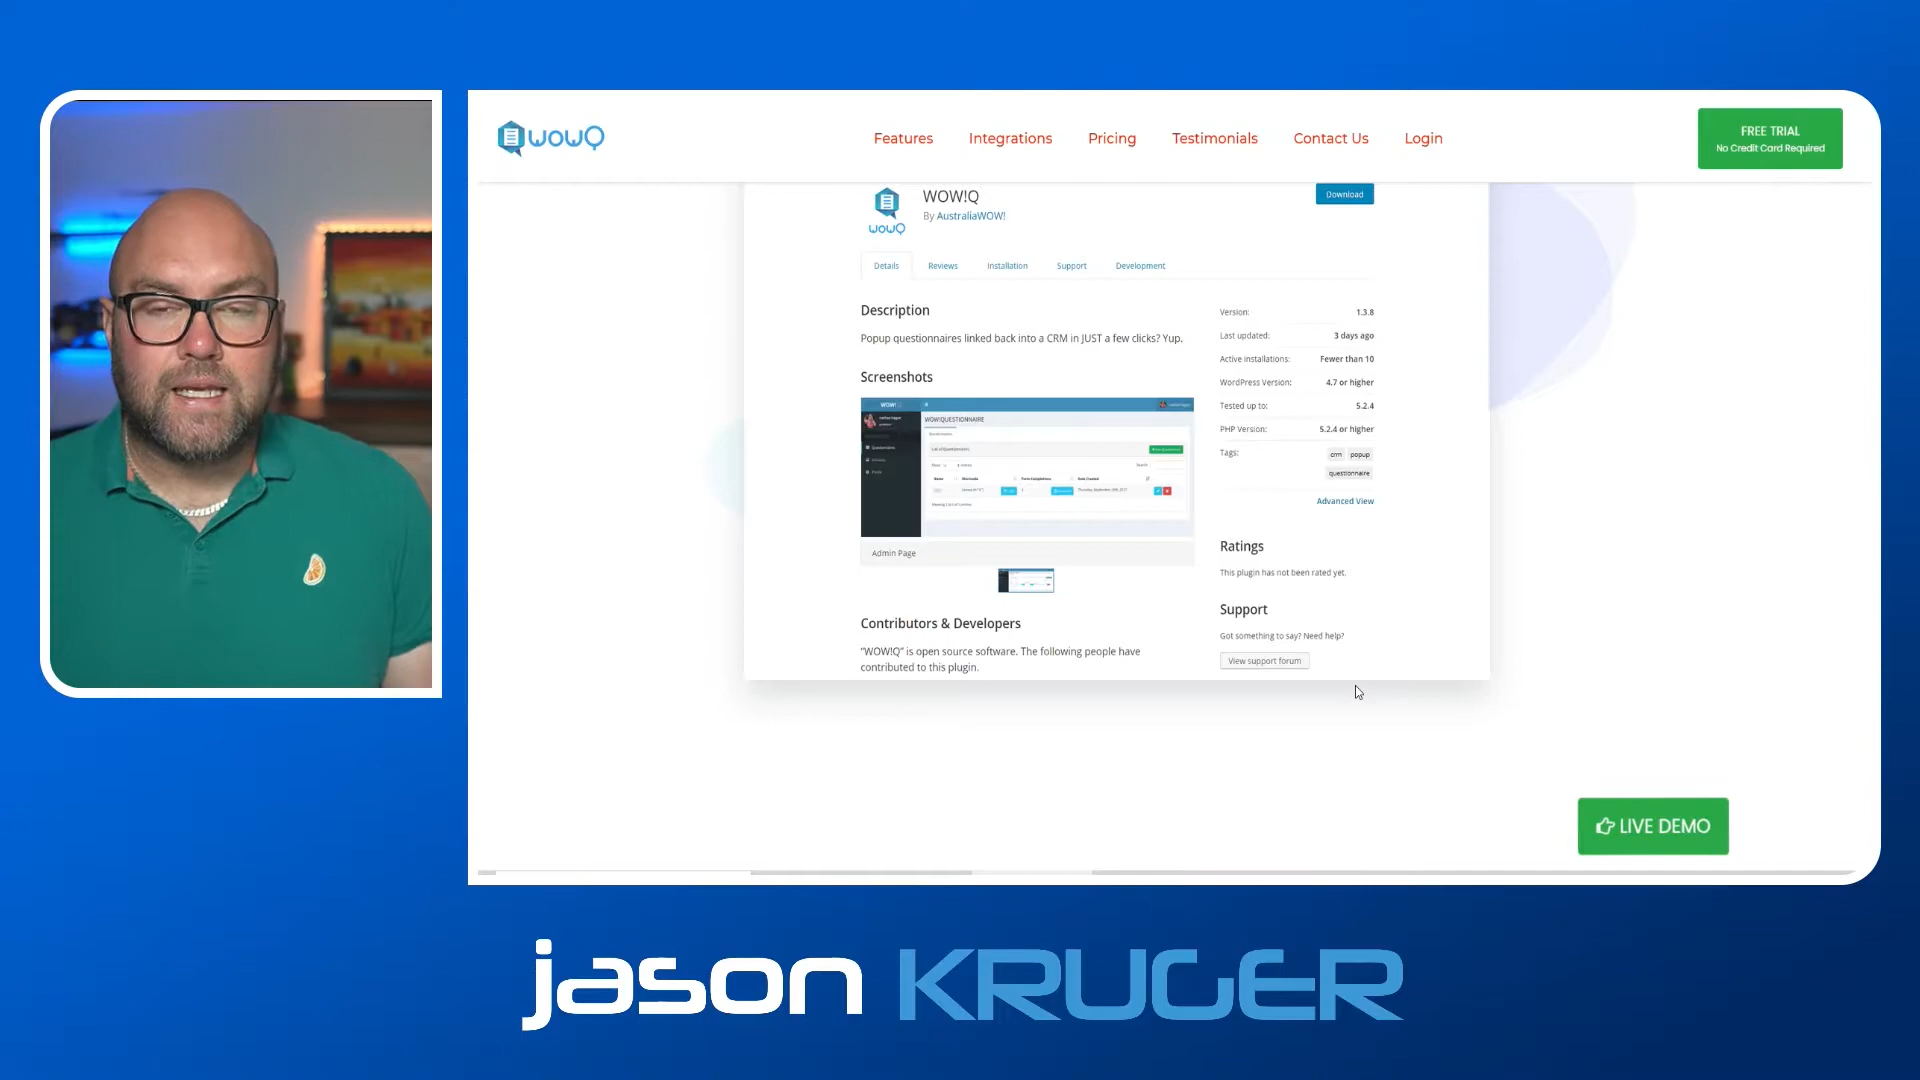 WOWQ
Features
Integrations
Pricing
Testimonials
Contact Us
Login
FREE TRIAL
No Credit Card Required
WOW!Q
By AustraliaWOW!
Download
wowQ
Details
Reviews
Installation
Support
Development
Description
Popup questionnaires linked back into a CRM in JUST a few clicks? Yup.
Screenshots
WOW!QUESTIONNAIRE
Admin Page
Contributors & Developers
“WOW!Q” is open source software. The following people have
contributed to this plugin.
Version: 1.3.8
Last updated: 3 days ago
Active installations: Fewer than 10
WordPress Version: 4.7 or higher
Tested up to: 5.2.4
PHP Version: 5.2.4 or higher
Tags: crm popup
questionnaire
Advanced View
Ratings
This plugin has not been rated yet.
Support
Got something to say? Need help?
View support forum
LIVE DEMO
jason KRUGER